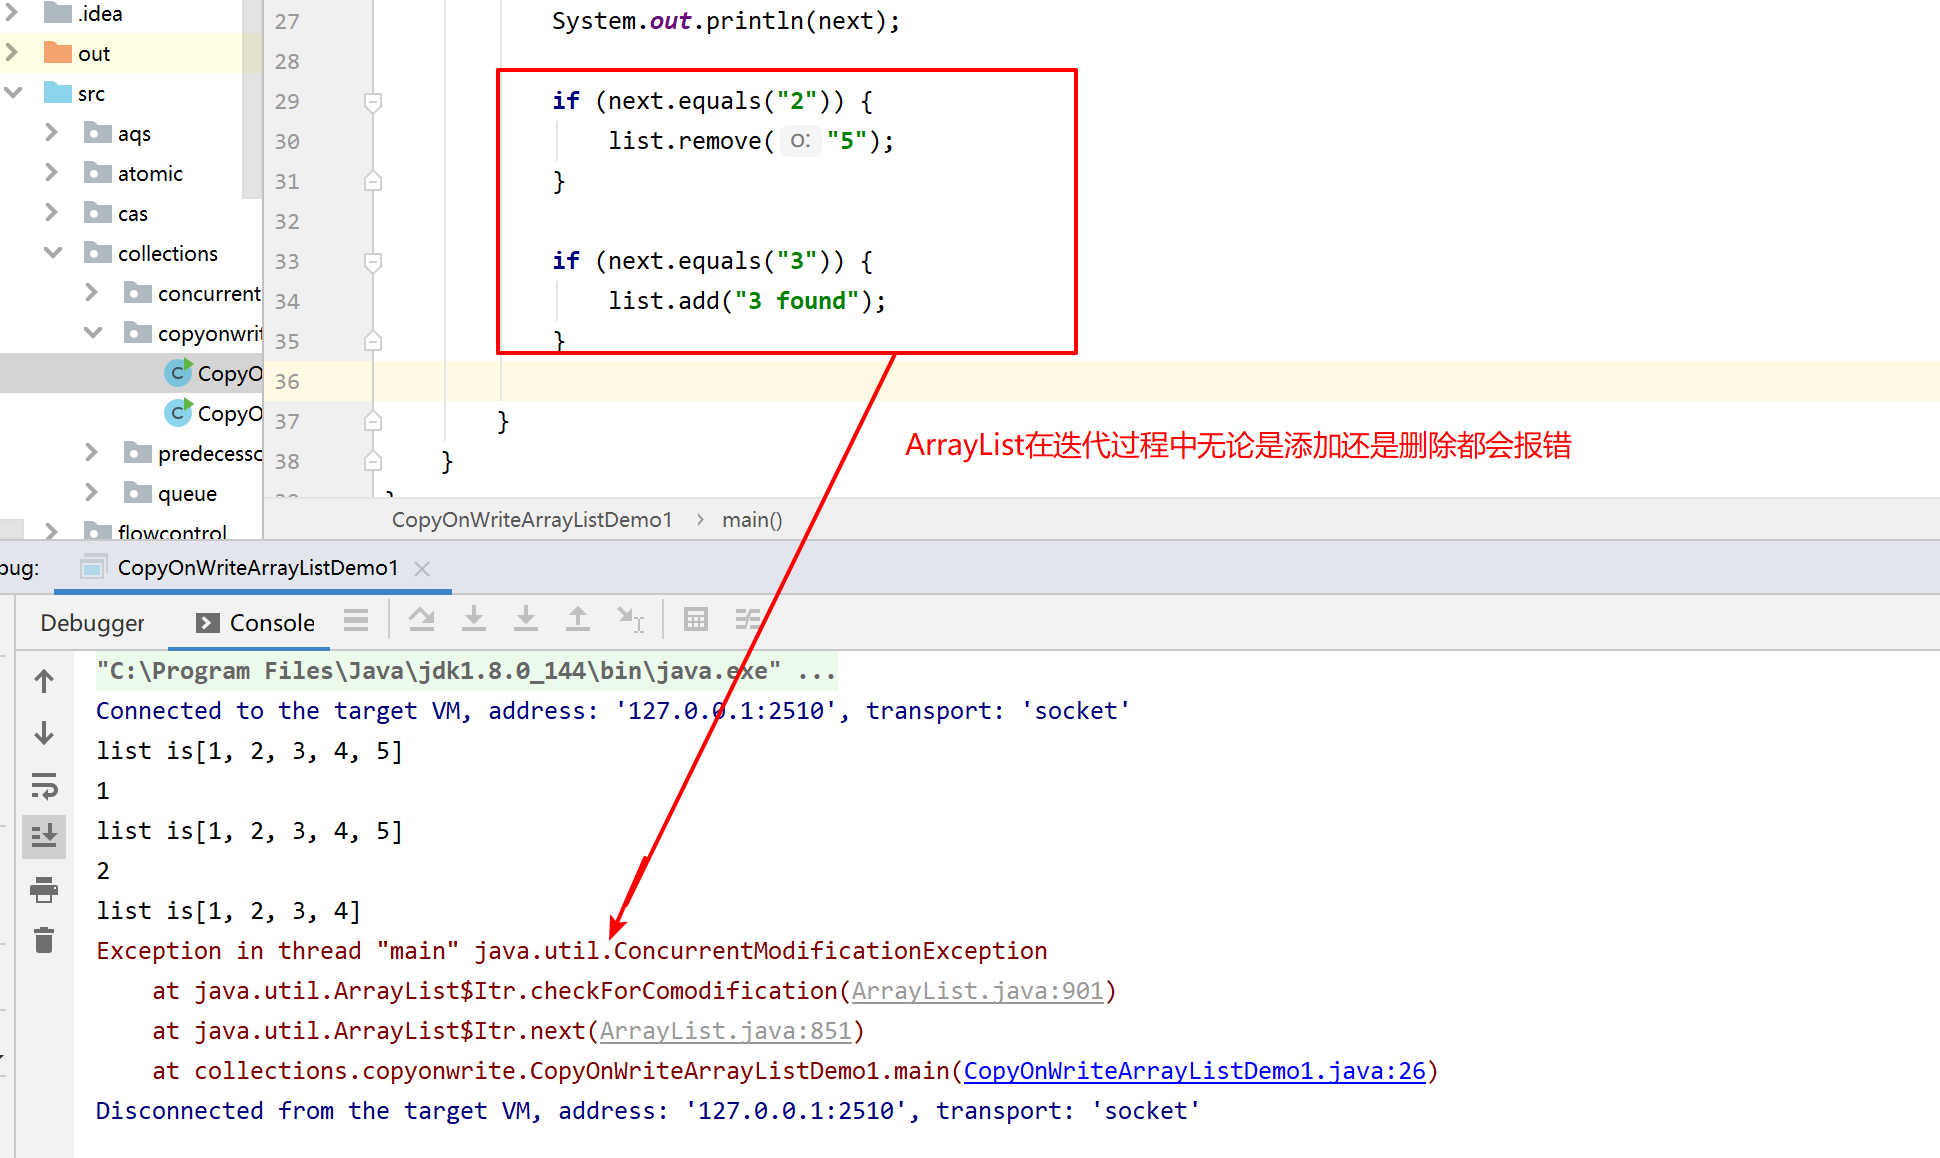 .idea
out
src
aqs
atomic
cas
collections
concurrent
copyonwrit
CopyO
CopyO
predecesso
queue
flowcontrol
27 System.out.println(next);
28
29 if (next.equals("2")) {
30 list.remove( o: "5");
31 }
32
33 if (next.equals("3")) {
34 list.add("3 found");
35 }
36
37 }
38 }
ArrayList在迭代过程中无论是添加还是删除都会报错
CopyOnWriteArrayListDemo1 › main()
bug: CopyOnWriteArrayListDemo1
Debugger Console
"C:\Program Files\Java\jdk1.8.0_144\bin\java.exe" ...
Connected to the target VM, address: '127.0.0.1:2510', transport: 'socket'
list is[1, 2, 3, 4, 5]
1
list is[1, 2, 3, 4, 5]
2
list is[1, 2, 3, 4]
Exception in thread "main" java.util.ConcurrentModificationException
at java.util.ArrayList$Itr.checkForComodification(ArrayList.java:901)
at java.util.ArrayList$Itr.next(ArrayList.java:851)
at collections.copyonwrite.CopyOnWriteArrayListDemo1.main(CopyOnWriteArrayListDemo1.java:26)
Disconnected from the target VM, address: '127.0.0.1:2510', transport: 'socket'